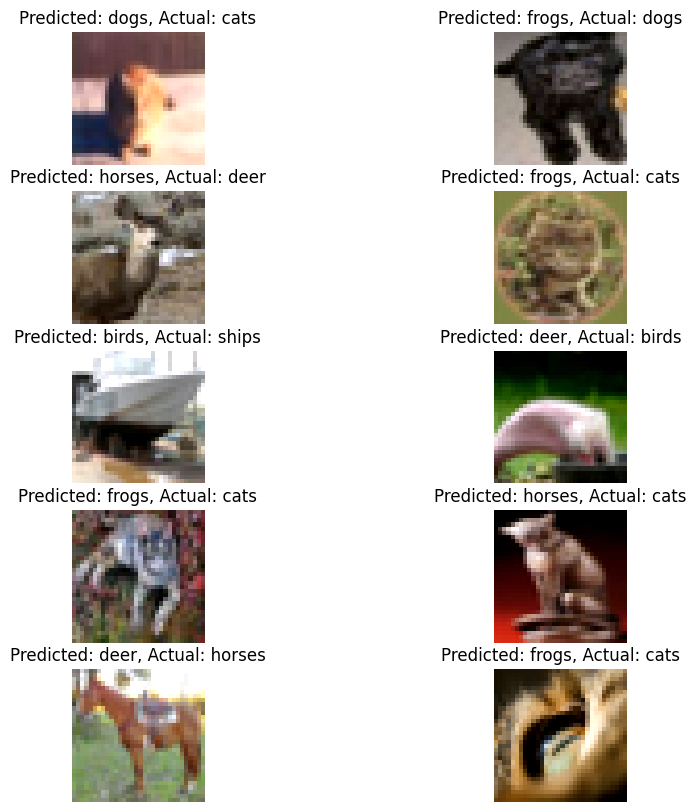 Predicted: dogs, Actual: cats
Predicted: frogs, Actual: dogs
Predicted: horses, Actual: deer
Predicted: frogs, Actual: cats
Predicted: birds, Actual: ships
Predicted: deer, Actual: birds
Predicted: frogs, Actual: cats
Predicted: horses, Actual: cats
Predicted: deer, Actual: horses
Predicted: frogs, Actual: cats